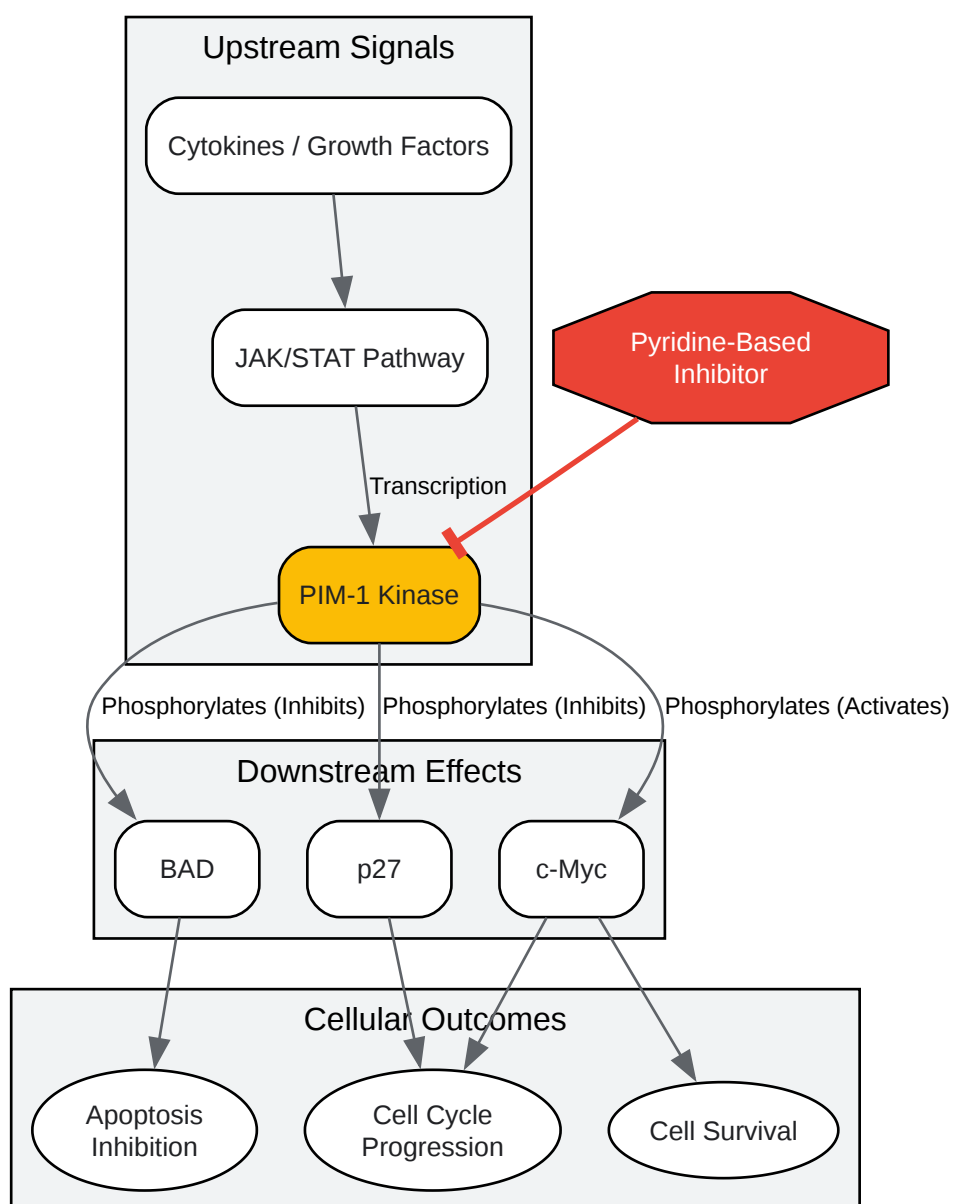 Upstream Signals
Cytokines / Growth Factors
JAK/STAT Pathway
Pyridine-Based
Inhibitor
Transcription
PIM-1 Kinase
Phosphorylates (Inhibits)
Phosphorylates (Inhibits)
Phosphorylates (Activates)
Downstream Effects
BAD
p27
c-Myc
Cellular Outcomes
Apoptosis
Inhibition
Cell Cycle
Progression
Cell Survival